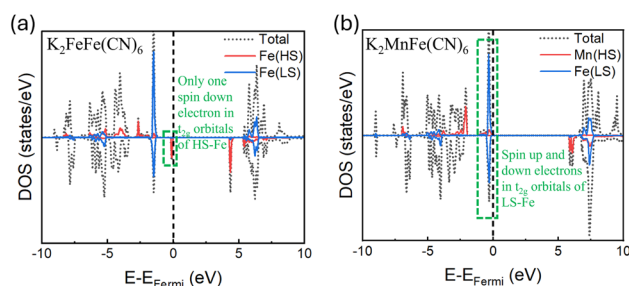 (a)
K₂FeFe(CN)₆
Total
Fe(HS)
Fe(LS)
Only one
spin down
electron in
t₂g orbitals
of HS-Fe
DOS (states/eV)
-10 -5 0 5 10
E-E_Fermi (eV)
(b)
K₂MnFe(CN)₆
Total
Mn(HS)
Fe(LS)
Spin up and
down electrons
in t₂g orbitals of
LS-Fe
DOS (states/eV)
-10 -5 0 5 10
E-E_Fermi (eV)